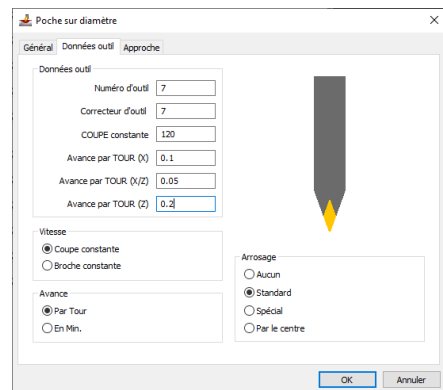 Poche sur diamètre
Général Données outil Approche
Données outil
Numéro d'outil 7
Correcteur d'outil 7
COUPE constante 120
Avance par TOUR (X) 0.1
Avance par TOUR (X/Z) 0.05
Avance par TOUR (Z) 0.2
Vitesse
Coupe constante
Broche constante
Avance
Par Tour
En Min.
Arrosage
Aucun
Standard
Spécial
Par le centre
OK Annuler